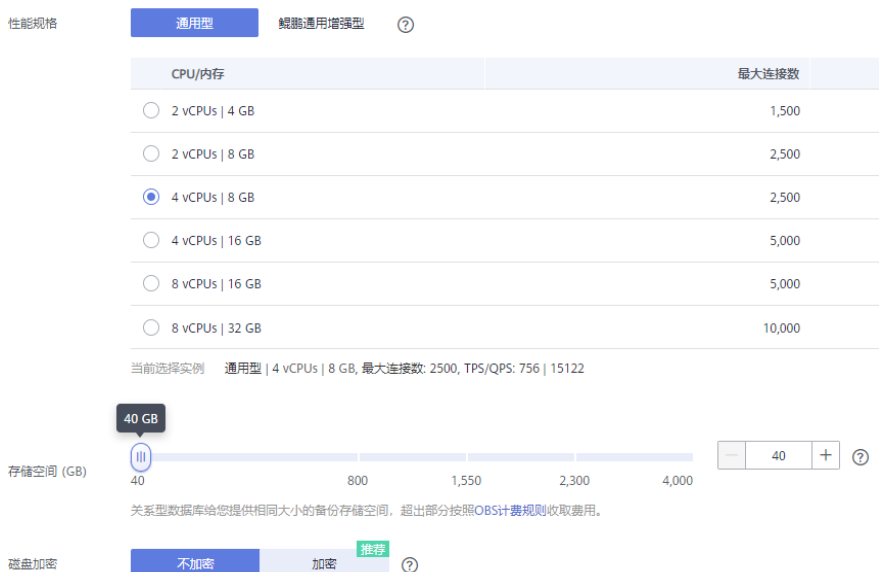 性能规格 通用型 鲲鹏通用增强型 ?
CPU/内存 最大连接数
2 vCPUs | 4 GB 1,500
2 vCPUs | 8 GB 2,500
4 vCPUs | 8 GB 2,500
4 vCPUs | 16 GB 5,000
8 vCPUs | 16 GB 5,000
8 vCPUs | 32 GB 10,000
当前选择实例 通用型 | 4 vCPUs | 8 GB, 最大连接数: 2500, TPS/QPS: 756 | 15122
40 GB
存储空间 (GB) — 40 + ?
40 800 1,550 2,300 4,000
关系型数据库给您提供相同大小的备份存储空间，超出部分按照OBS计费规则收取费用。
推荐
磁盘加密 不加密 加密 ?